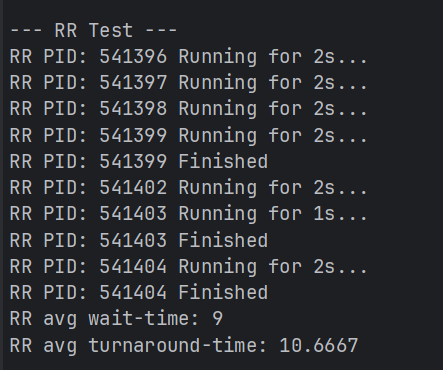 --- RR Test ---
RR PID: 541396 Running for 2s...
RR PID: 541397 Running for 2s...
RR PID: 541398 Running for 2s...
RR PID: 541399 Running for 2s...
RR PID: 541399 Finished
RR PID: 541402 Running for 2s...
RR PID: 541403 Running for 1s...
RR PID: 541403 Finished
RR PID: 541404 Running for 2s...
RR PID: 541404 Finished
RR avg wait-time: 9
RR avg turnaround-time: 10.6667